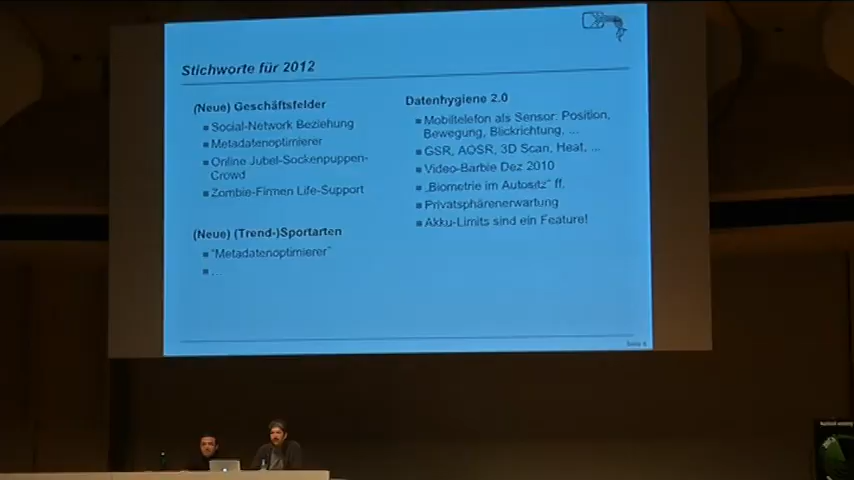 Stichworte für 2012
(Neue) Geschäftsfelder
Social-Network Beziehung
Metadatenoptimierer
Online Jubel-Sockenpuppen-
Crowd
Zombie-Firmen Life-Support
(Neue) (Trend-)Sportarten
"Metadatenoptimierer"
...
Datenhygiene 2.0
Mobiltelefon als Sensor: Position,
Bewegung, Blickrichtung, ...
GSR, AOSR, 3D Scan, Heat, ...
Video-Barbie Dez 2010
„Biometrie im Autositz" ff.
Privatsphärenerwartung
Akku-Limits sind ein Feature!